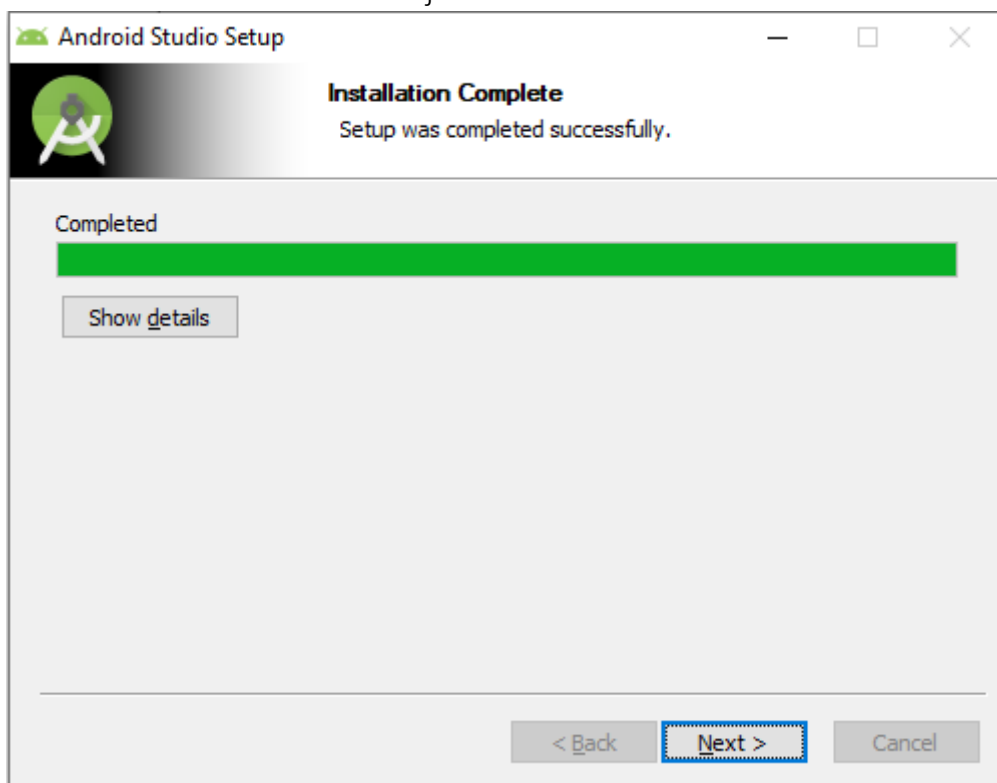 Android Studio Setup
Installation Complete
Setup was completed successfully.
Completed
Show details
< Back
Next >
Cancel